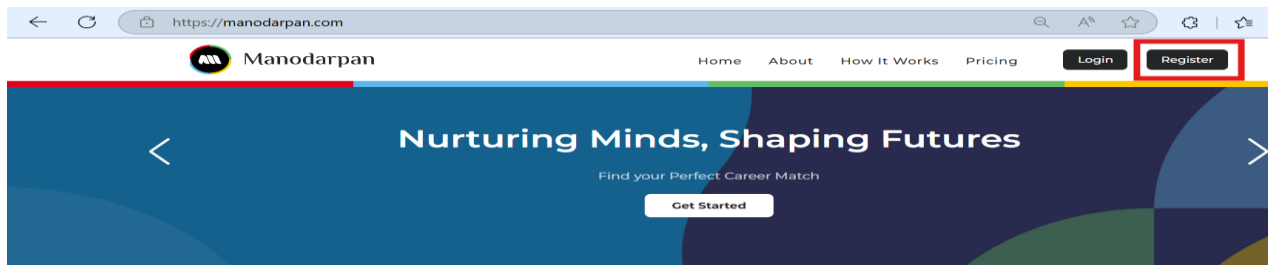 https://manodarpan.com
Manodarpan Home About How It Works Pricing Login Register
Nurturing Minds, Shaping Futures
Find your Perfect Career Match
Get Started